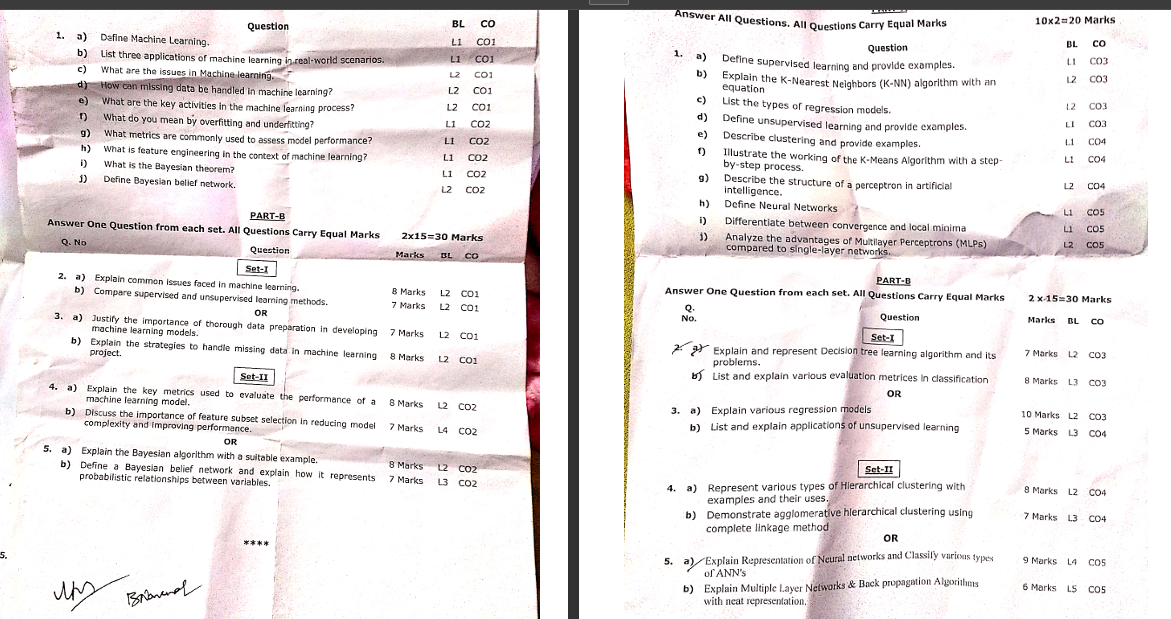 Question BL CO
1. a) Define Machine Learning. L1 CO1
b) List three applications of machine learning in real-world scenarios. L1 CO1
c) What are the issues in Machine learning. L2 CO1
d) How can missing data be handled in machine learning? L2 CO1
e) What are the key activities in the machine learning process? L2 CO1
f) What do you mean by overfitting and underfitting? L1 CO2
g) What metrics are commonly used to assess model performance? L1 CO2
h) What is feature engineering in the context of machine learning? L1 CO2
i) What is the Bayesian theorem? L1 CO2
j) Define Bayesian belief network. L2 CO2
PART-B
Answer One Question from each set. All Questions Carry Equal Marks 2x15=30 Marks
Q. No Question Marks BL CO
Set-I
2. a) Explain common issues faced in machine learning. 8 Marks L2 CO1
b) Compare supervised and unsupervised learning methods. 7 Marks L2 CO1
OR
3. a) Justify the importance of thorough data preparation in developing 7 Marks L2 CO1
machine learning models.
b) Explain the strategies to handle missing data in machine learning 8 Marks L2 CO1
project.
Set-II
4. a) Explain the key metrics used to evaluate the performance of a 8 Marks L2 CO2
machine learning model.
b) Discuss the importance of feature subset selection in reducing model 7 Marks L4 CO2
complexity and improving performance.
OR
5. a) Explain the Bayesian algorithm with a suitable example. 8 Marks L2 CO2
b) Define a Bayesian belief network and explain how it represents 7 Marks L3 CO2
probabilistic relationships between variables.
****
5.
Answer All Questions. All Questions Carry Equal Marks 10x2=20 Marks
Question BL CO
1. a) Define supervised learning and provide examples. L1 CO3
b) Explain the K-Nearest Neighbors (K-NN) algorithm with an L2 CO3
equation
c) List the types of regression models. L2 CO3
d) Define unsupervised learning and provide examples. L1 CO3
e) Describe clustering and provide examples. L1 CO4
f) Illustrate the working of the K-Means Algorithm with a step- L1 CO4
by-step process.
g) Describe the structure of a perceptron in artificial L2 CO4
intelligence.
h) Define Neural Networks L1 CO5
i) Differentiate between convergence and local minima L1 CO5
j) Analyze the advantages of Multilayer Perceptrons (MLPs) L2 CO5
compared to single-layer networks.
PART-B
Answer One Question from each set. All Questions Carry Equal Marks 2 x 15=30 Marks
Q. No. Question Marks BL CO
Set-I
2. a) Explain and represent Decision tree learning algorithm and its 7 Marks L2 CO3
problems.
b) List and explain various evaluation metrices in classification 8 Marks L3 CO3
OR
3. a) Explain various regression models 10 Marks L2 CO3
b) List and explain applications of unsupervised learning 5 Marks L3 CO4
Set-II
4. a) Represent various types of Hierarchical clustering with 8 Marks L2 CO4
examples and their uses.
b) Demonstrate agglomerative hierarchical clustering using 7 Marks L3 CO4
complete linkage method
OR
5. a) Explain Representation of Neural networks and Classify various types 9 Marks L4 CO5
of ANN's
b) Explain Multiple Layer Networks & Back propagation Algorithms 6 Marks L5 CO5
with neat representation.